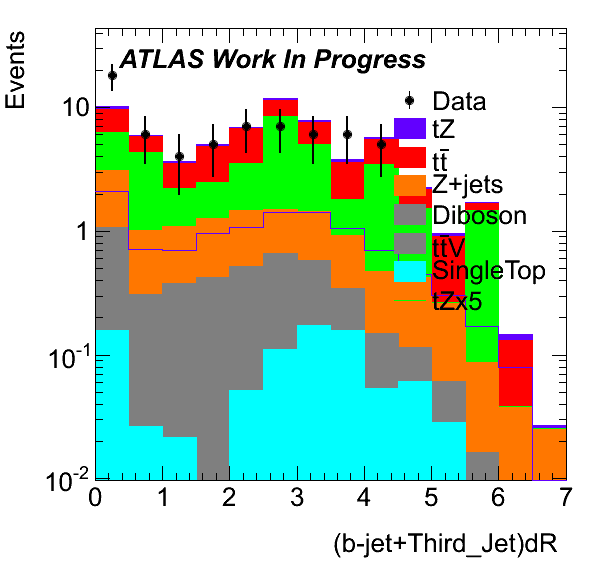 Events
ATLAS Work In Progress
Data
tZ
tt̄
Z+jets
Diboson
tt̄V
SingleTop
tZx5
10
1
10⁻¹
10⁻²
0 1 2 3 4 5 6 7
(b-jet+Third_Jet)dR